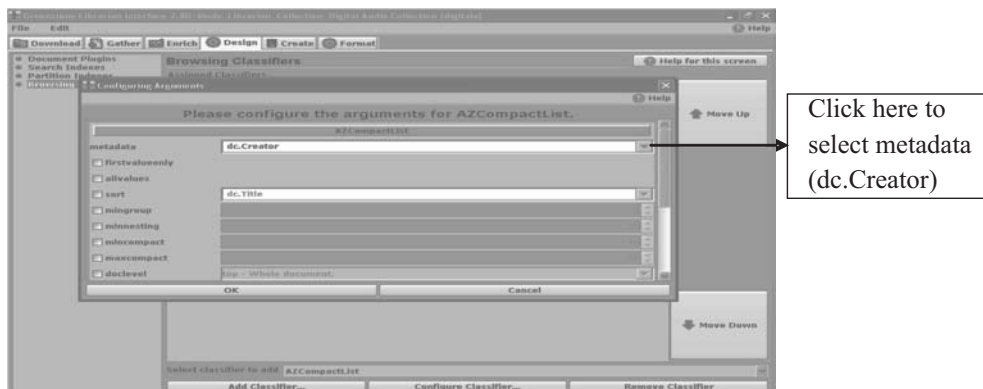 Greenstone Librarian Interface 2.80 Mode: Librarian Collection: Digital Audio Collection (digitala)
File Edit Help
Download Gather Enrich Design Create Format
Document Plugins
Search Indexes
Partition Indexes
Browsing
Browsing Classifiers
Help for this screen
Assigned Classifiers
Configuring Arguments
Help
Please configure the arguments for AZCompactList.
AZCompactList
metadata dc.Creator
firstvalueonly
allvalues
sort dc.Title
mingroup
minnesting
mincompact
maxcompact
doclevel top - Whole document.
OK Cancel
Move Up
Move Down
Select classifier to add AZCompactList
Add Classifier... Configure Classifier... Remove Classifier
Click here to
select metadata
(dc.Creator)